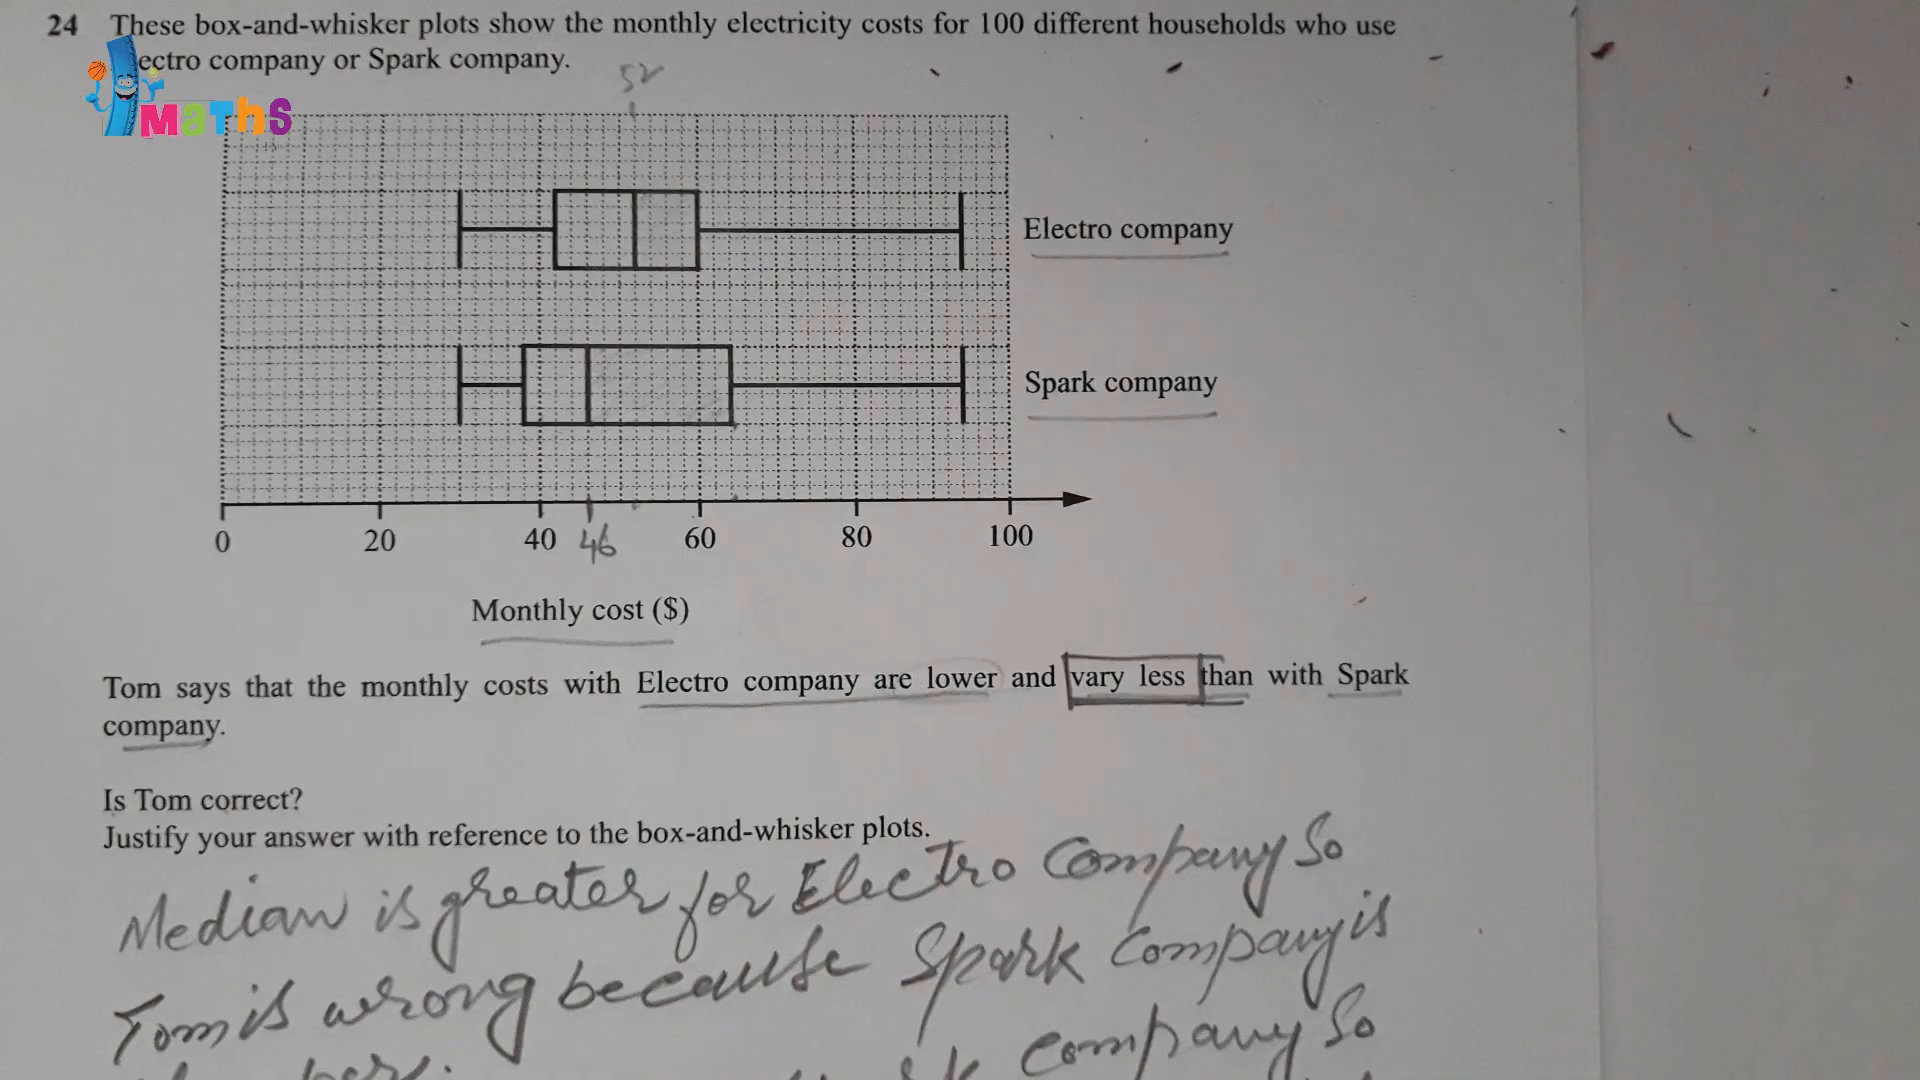 24 These box-and-whisker plots show the monthly electricity costs for 100 different households who use
ectro company or Spark company.
52
Maths
Electro company
Spark company
0 20 40 46 60 80 100
Monthly cost ($)
Tom says that the monthly costs with Electro company are lower and vary less than with Spark
company.
Is Tom correct?
Justify your answer with reference to the box-and-whisker plots.
Median is greater for Electro Company So
Tom is wrong because Spark Company is
company So